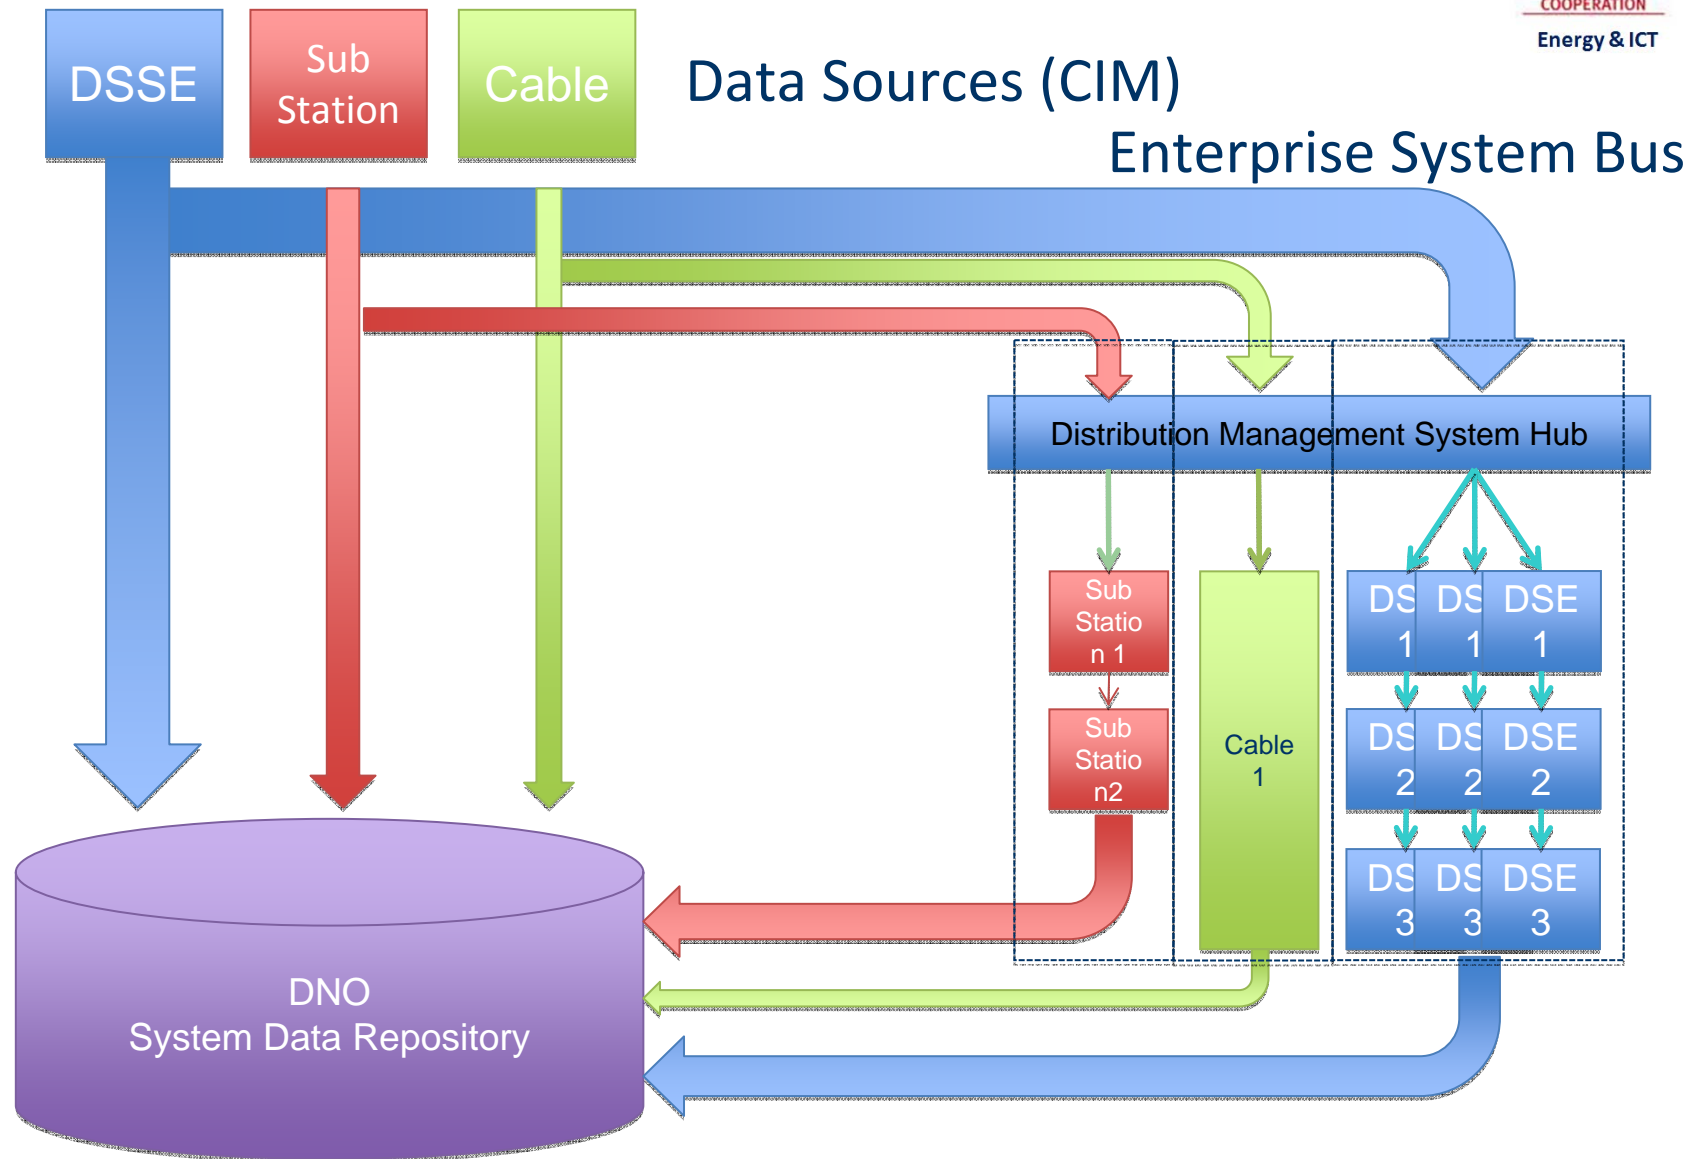 COOPERATION
Energy & ICT
DSSE
Sub
Station
Cable
Data Sources (CIM)
Enterprise System Bus
Distribution Management System Hub
Sub
Statio
n 1
Sub
Statio
n2
Cable
1
DS
1
DS
1
DSE
1
DS
2
DS
2
DSE
2
DS
3
DS
3
DSE
3
DNO
System Data Repository